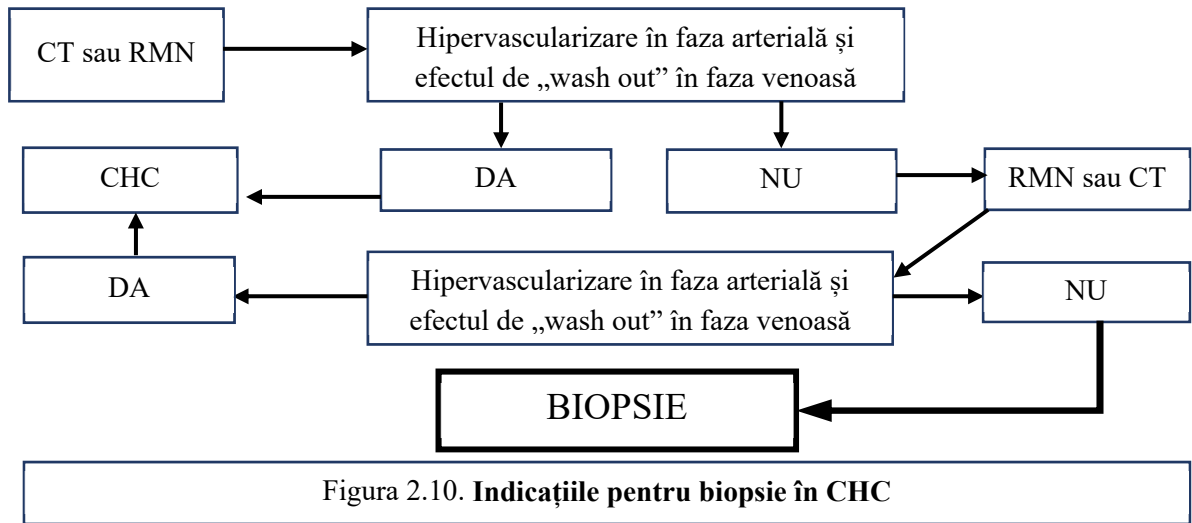 CT sau RMN
Hipervascularizare în faza arterială și
efectul de „wash out” în faza venoasă
CHC
DA
NU
RMN sau CT
DA
Hipervascularizare în faza arterială și
efectul de „wash out” în faza venoasă
NU
BIOPSIE
Figura 2.10. Indicațiile pentru biopsie în CHC